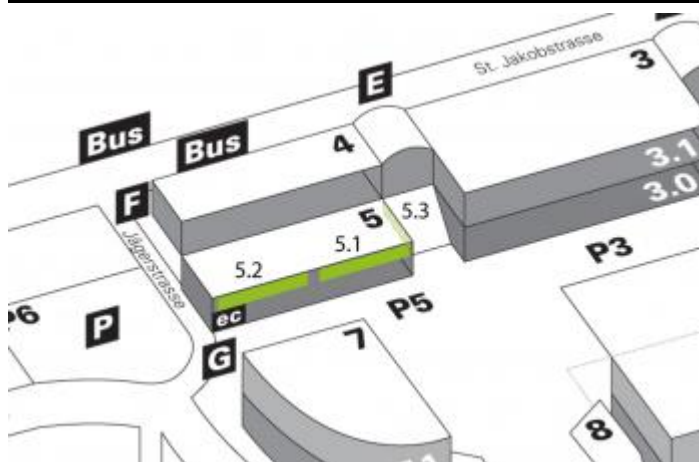 St. Jakobstrasse
E
3
Bus
Bus
4
3.1
3.0
F
5
5.3
5.1
5.2
Jägerstrasse
P3
P6
P
ec
P5
G
7
8